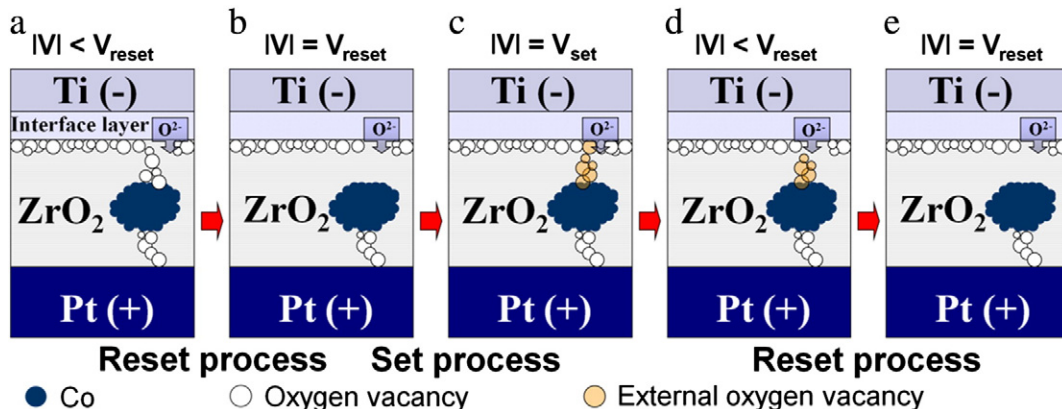 a b c d e
|V| < Vreset |V| = Vreset |V| = Vset |V| < Vreset |V| = Vreset
Ti (-) Ti (-) Ti (-) Ti (-) Ti (-)
Interface layer O2- O2- O2- O2- O2-
ZrO2 ZrO2 ZrO2 ZrO2 ZrO2
Pt (+) Pt (+) Pt (+) Pt (+) Pt (+)
Reset process Set process Reset process
Co Oxygen vacancy External oxygen vacancy